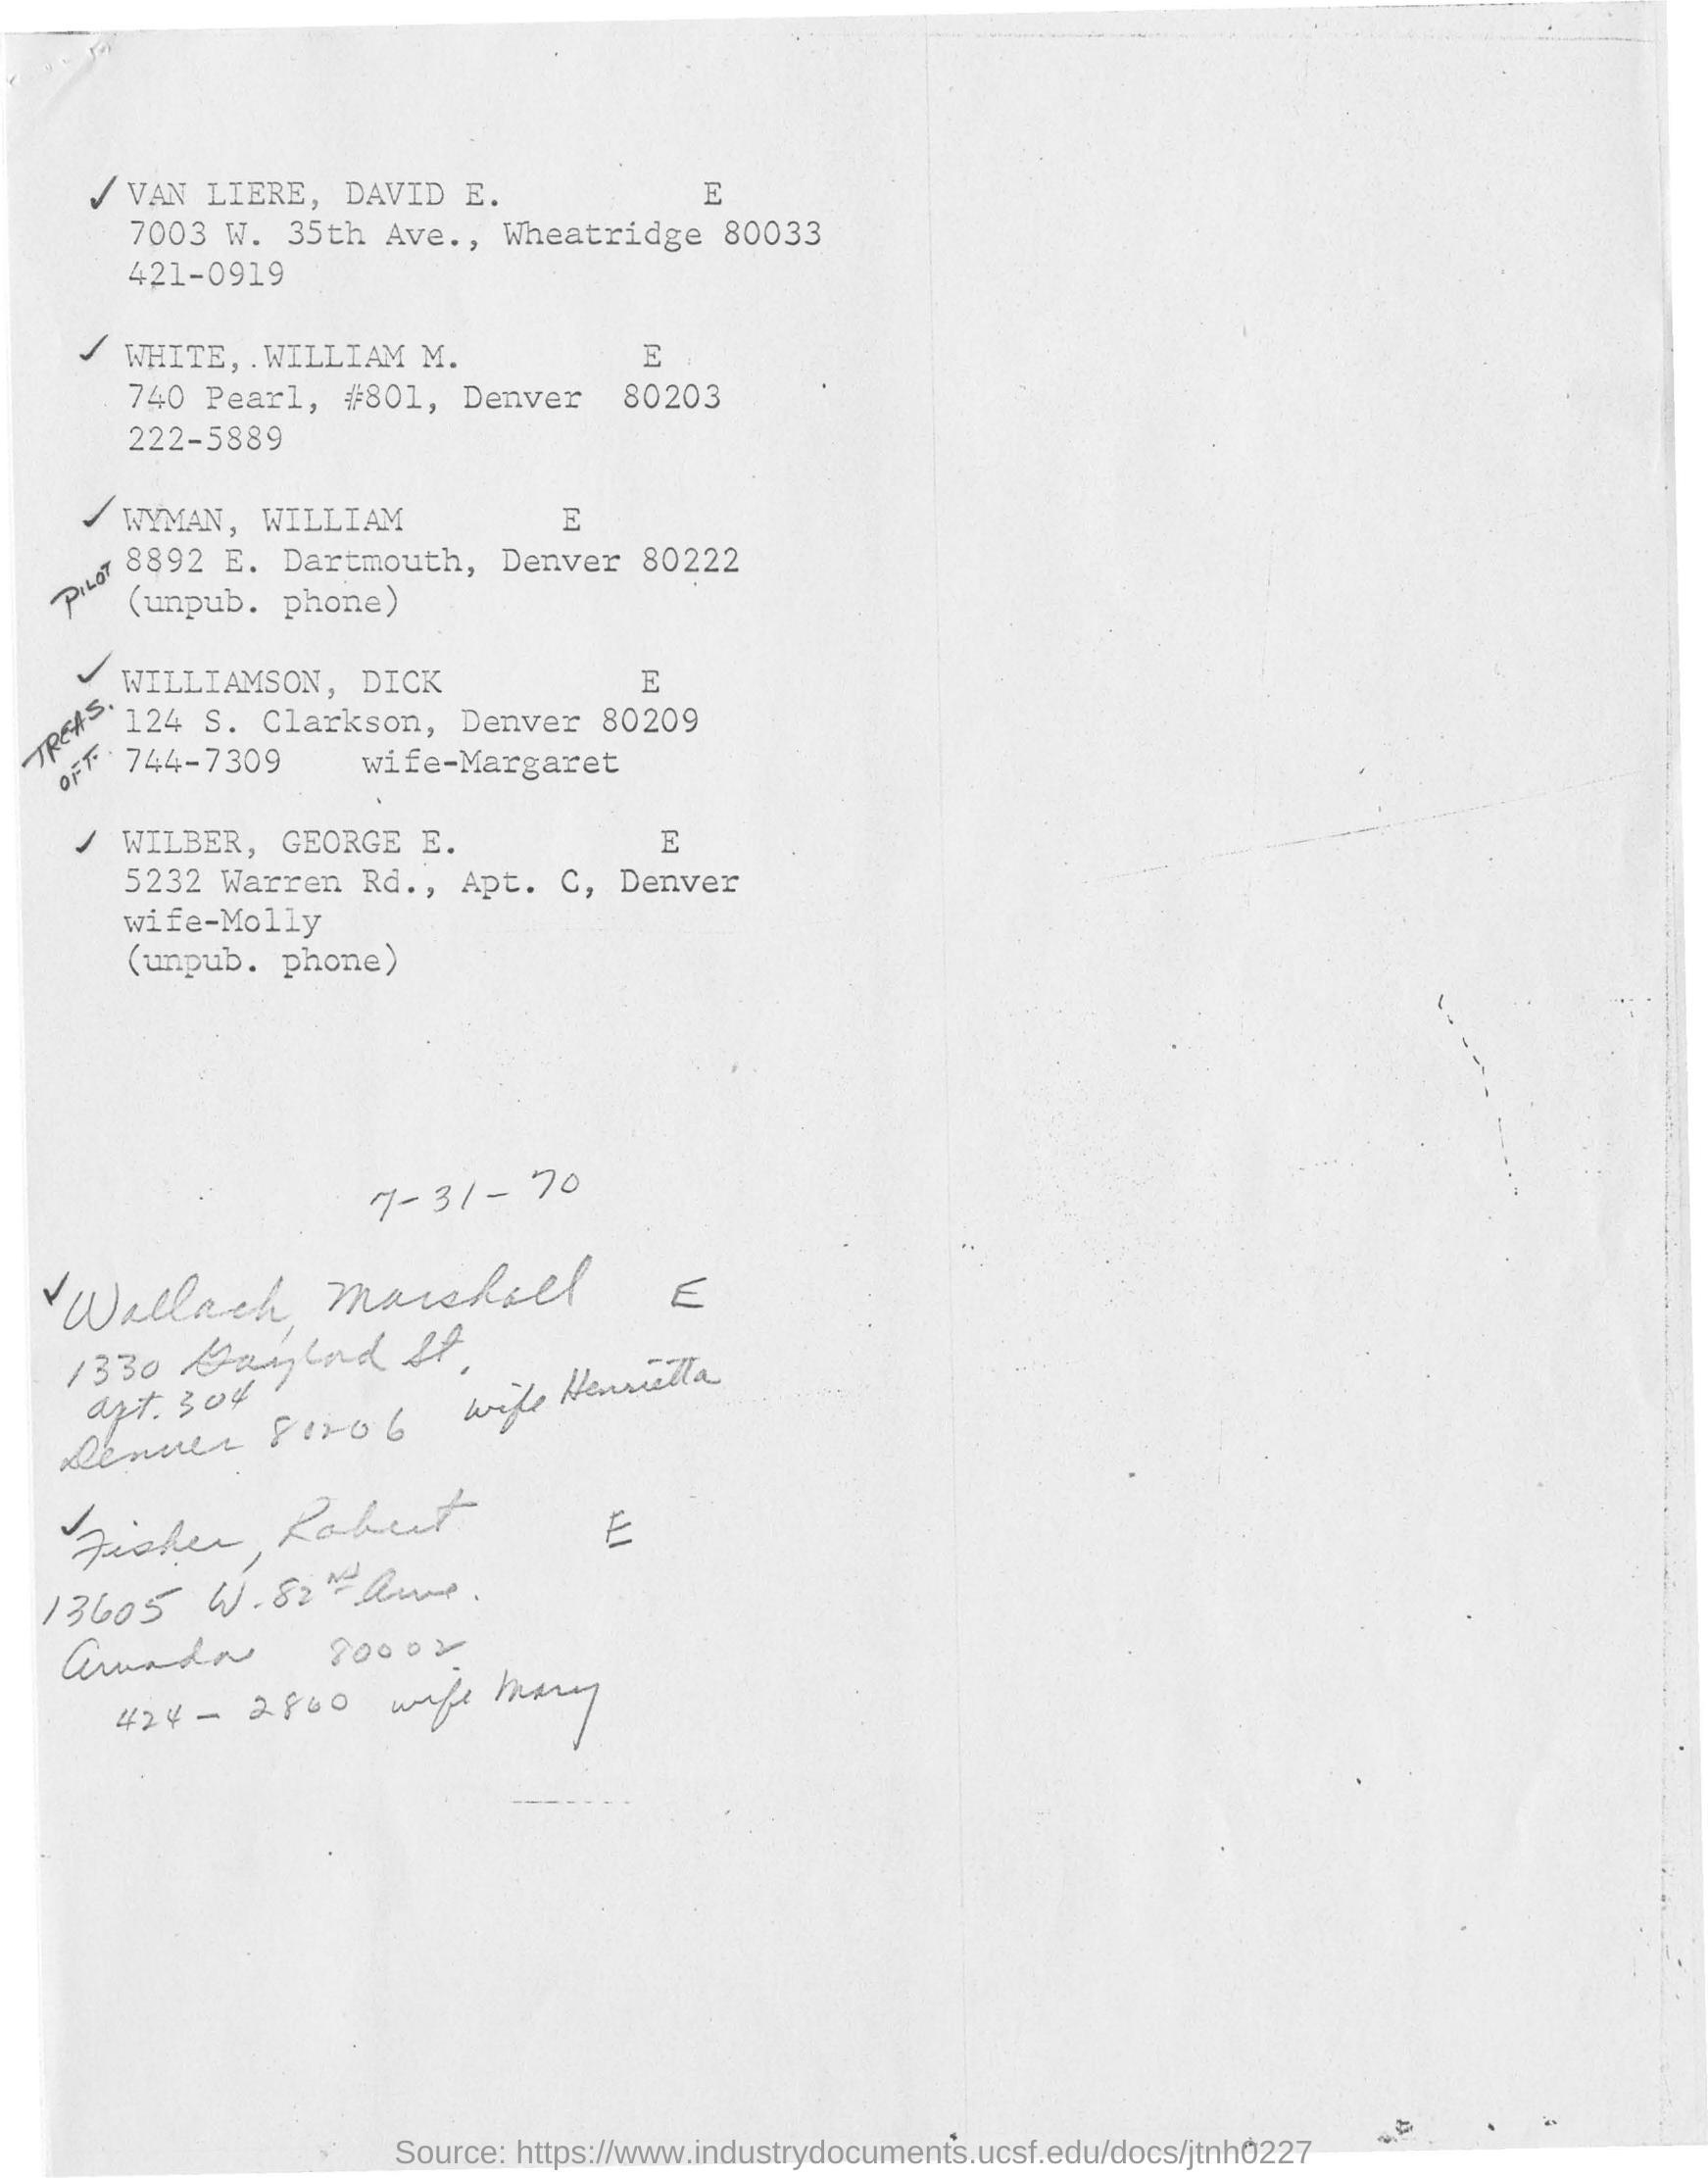 ✓ VAN LIERE, DAVID E. E
7003 W. 35th Ave., Wheatridge 80033
421-0919
✓ WHITE, WILLIAM M. E
740 Pearl, #801, Denver 80203
222-5889
✓ WYMAN, WILLIAM E
PILOT 8892 E. Dartmouth, Denver 80222
(unpub. phone)
✓ WILLIAMSON, DICK E
TREAS. 124 S. Clarkson, Denver 80209
OFT. 744-7309 wife-Margaret
✓ WILBER, GEORGE E. E
5232 Warren Rd., Apt. C, Denver
wife-Molly
(unpub. phone)
7-31-70
✓ Wallach, Marshall E
1330 Gaylord St.
apt. 304
Denver 80206 wife Henrietta
✓ Fisher, Robert E
13605 W. 82nd Ave.
Arvada 80002
424-2860 wife Mary
Source: https://www.industrydocuments.ucsf.edu/docs/jtnh0227